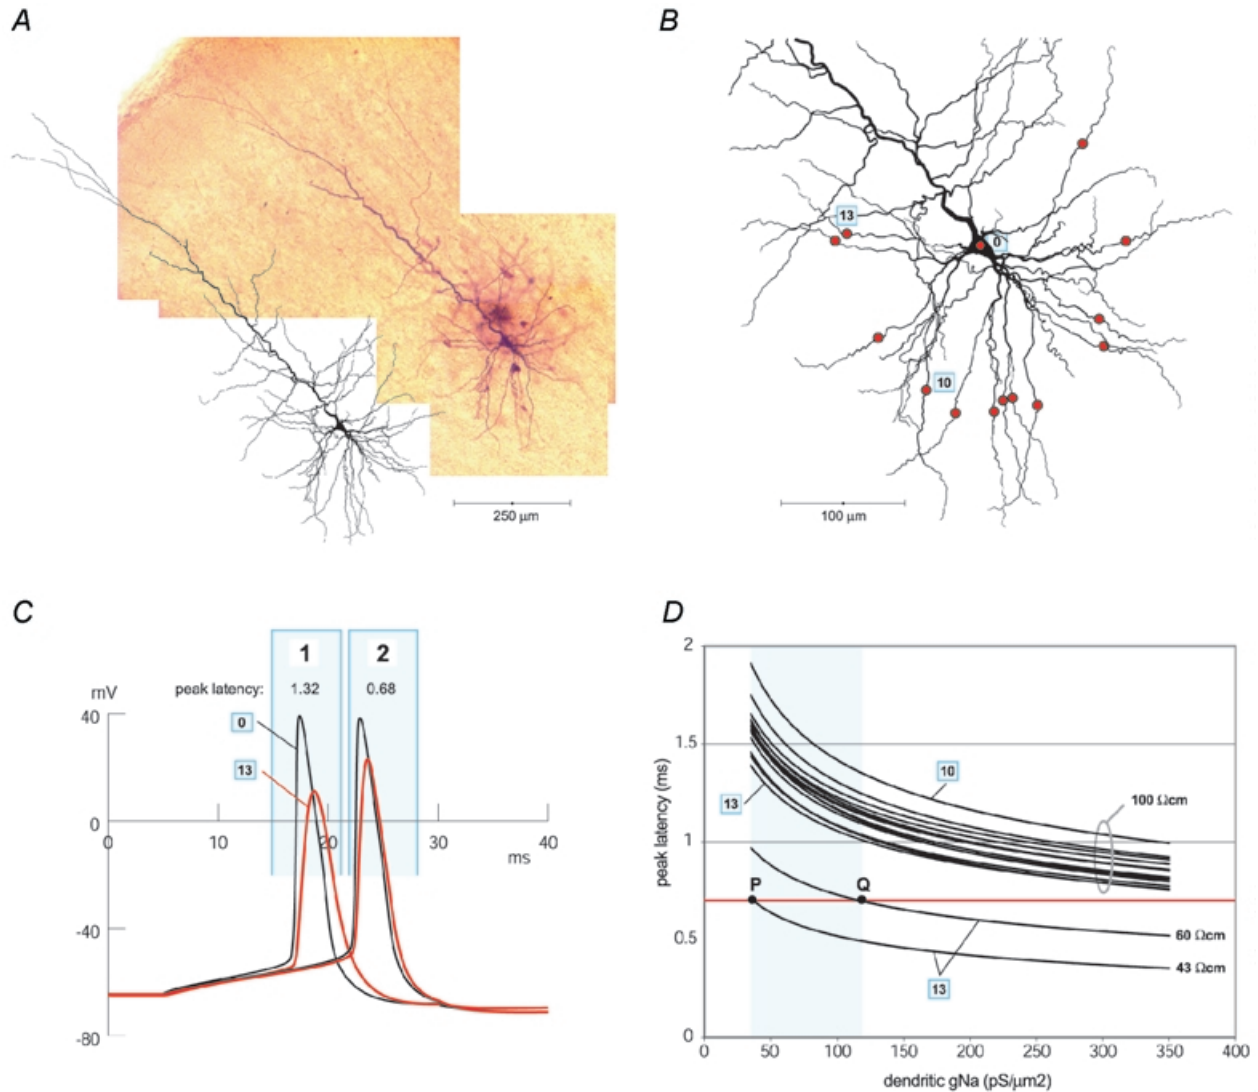 A
B
13
0
10
250 µm
100 µm
C
D
1 2
mV
peak latency: 1.32 0.68
40
0
13
0
0 10 20 30 40
ms
-40
-80
2
1.5
1
0.5
0
peak latency (ms)
10
13
100 Ωcm
P Q
60 Ωcm
43 Ωcm
13
0 50 100 150 200 250 300 350 400
dendritic gNa (pS/µm2)